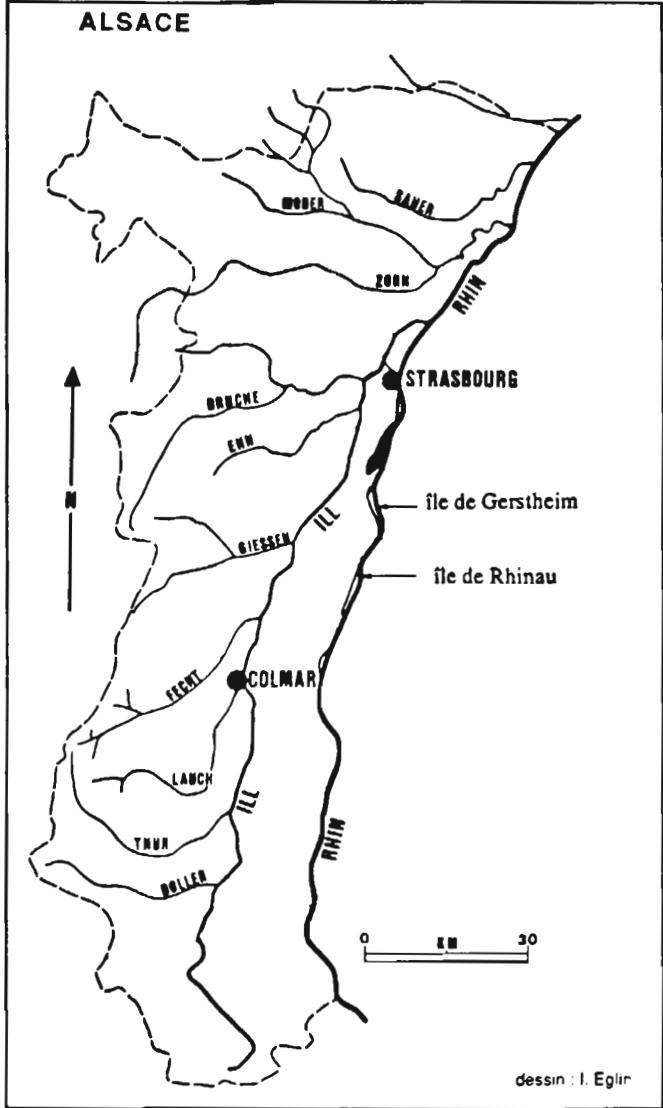 ALSACE
MODER
SAUER
ZORN
RHIN
STRASBOURG
BRUCHE
EHN
N
île de Gerstheim
ILL
GIESSEN
île de Rhinau
FECHT
COLMAR
LAUCH
ILL
THUR
RHIN
DOLLER
0 KM 30
dessin : I. Eglin